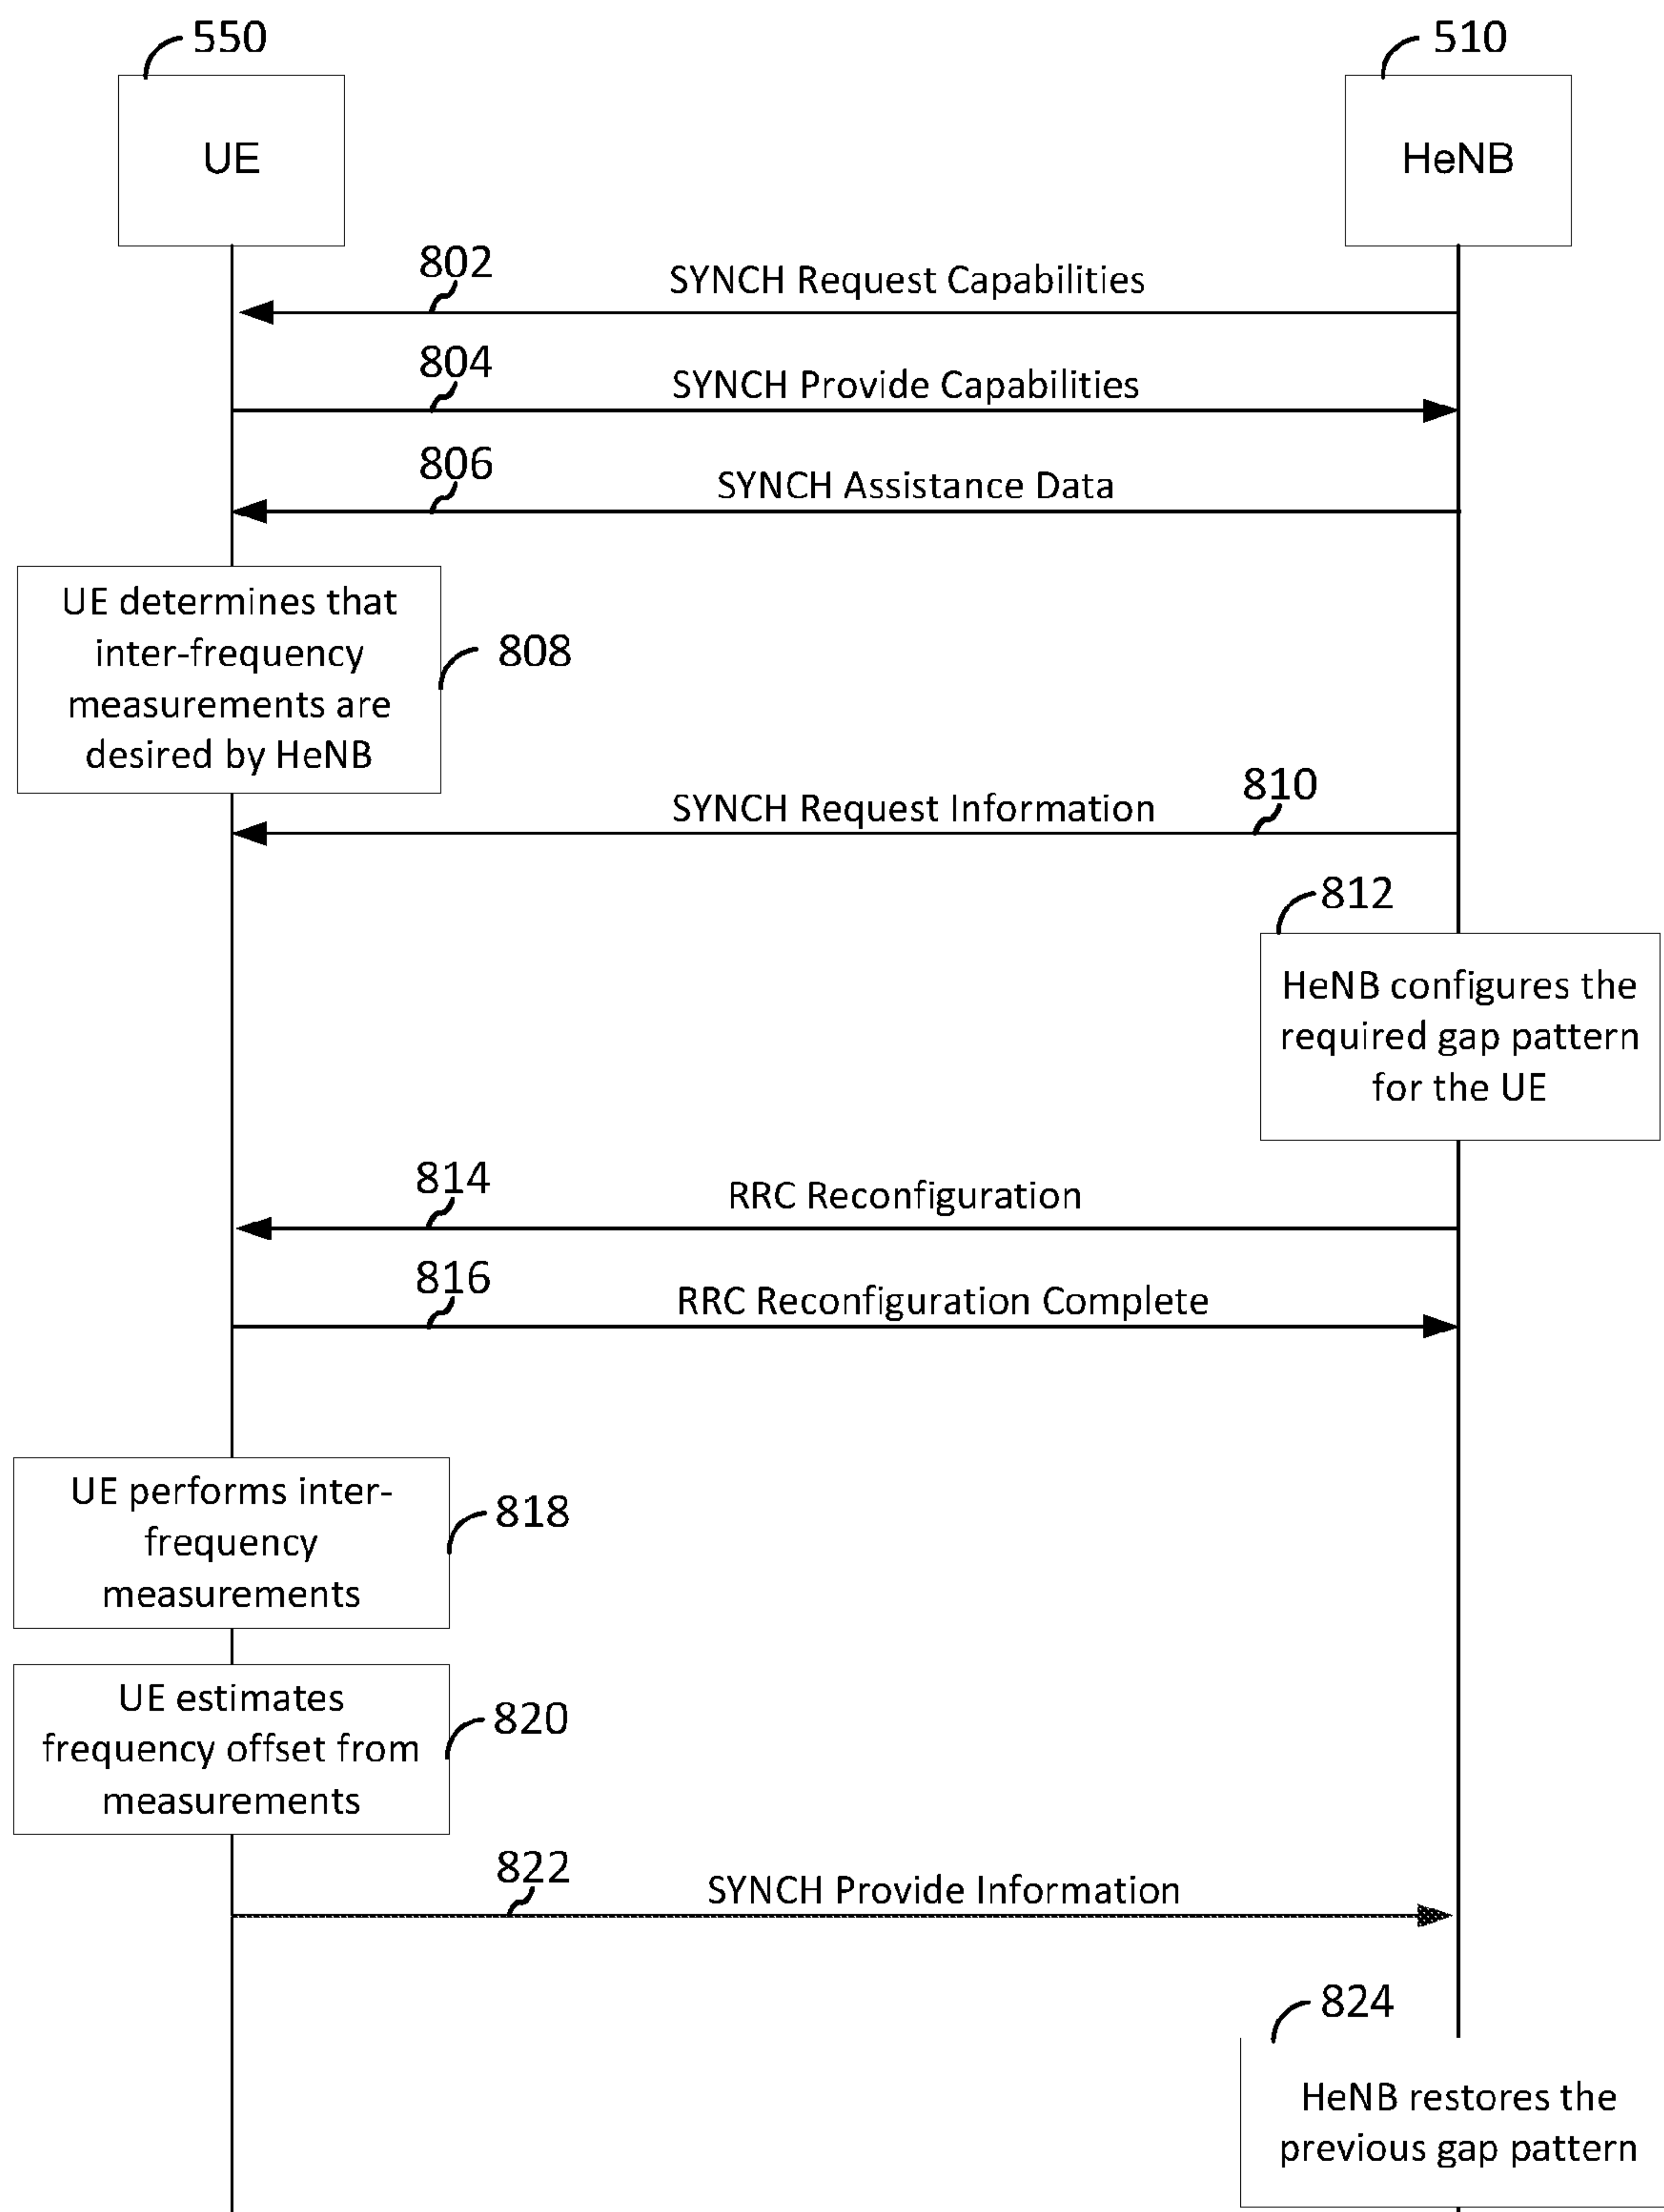 550
510
UE
HeNB
802
SYNCH Request Capabilities
804
SYNCH Provide Capabilities
806
SYNCH Assistance Data
UE determines that
inter-frequency
measurements are
desired by HeNB
808
810
SYNCH Request Information
812
HeNB configures the
required gap pattern
for the UE
814
RRC Reconfiguration
816
RRC Reconfiguration Complete
UE performs inter-
frequency
measurements
818
UE estimates
frequency offset from
measurements
820
822
SYNCH Provide Information
824
HeNB restores the
previous gap pattern